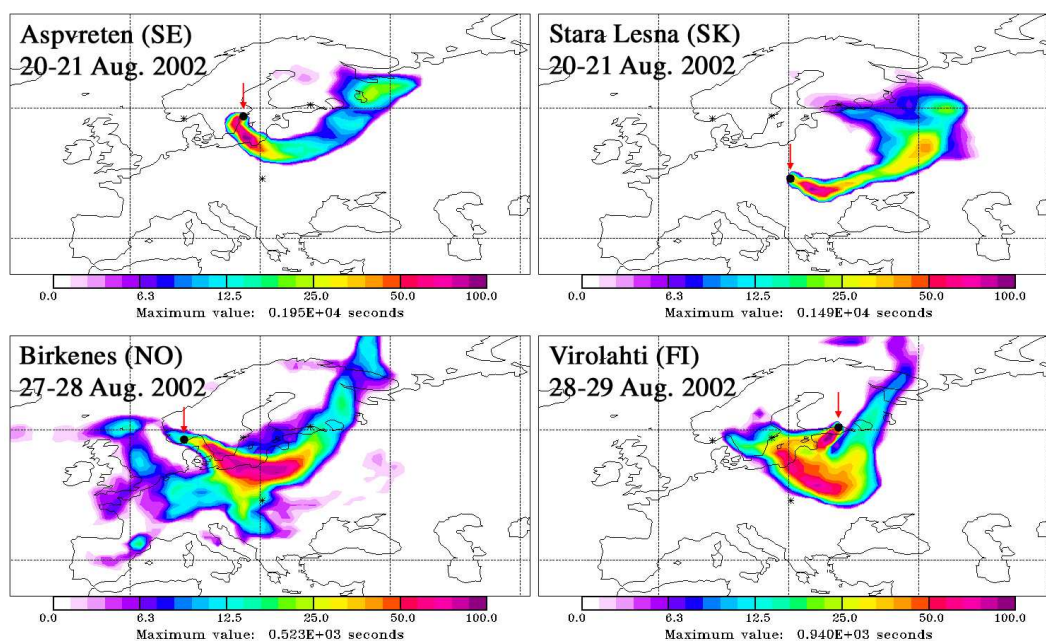 Aspvreten (SE)
20-21 Aug. 2002
0.0 6.3 12.5 25.0 50.0 100.0
Maximum value: 0.195E+04 seconds
Stara Lesna (SK)
20-21 Aug. 2002
0.0 6.3 12.5 25.0 50.0 100.0
Maximum value: 0.149E+04 seconds
Birkenes (NO)
27-28 Aug. 2002
0.0 6.3 12.5 25.0 50.0 100.0
Maximum value: 0.523E+03 seconds
Virolahti (FI)
28-29 Aug. 2002
0.0 6.3 12.5 25.0 50.0 100.0
Maximum value: 0.940E+03 seconds